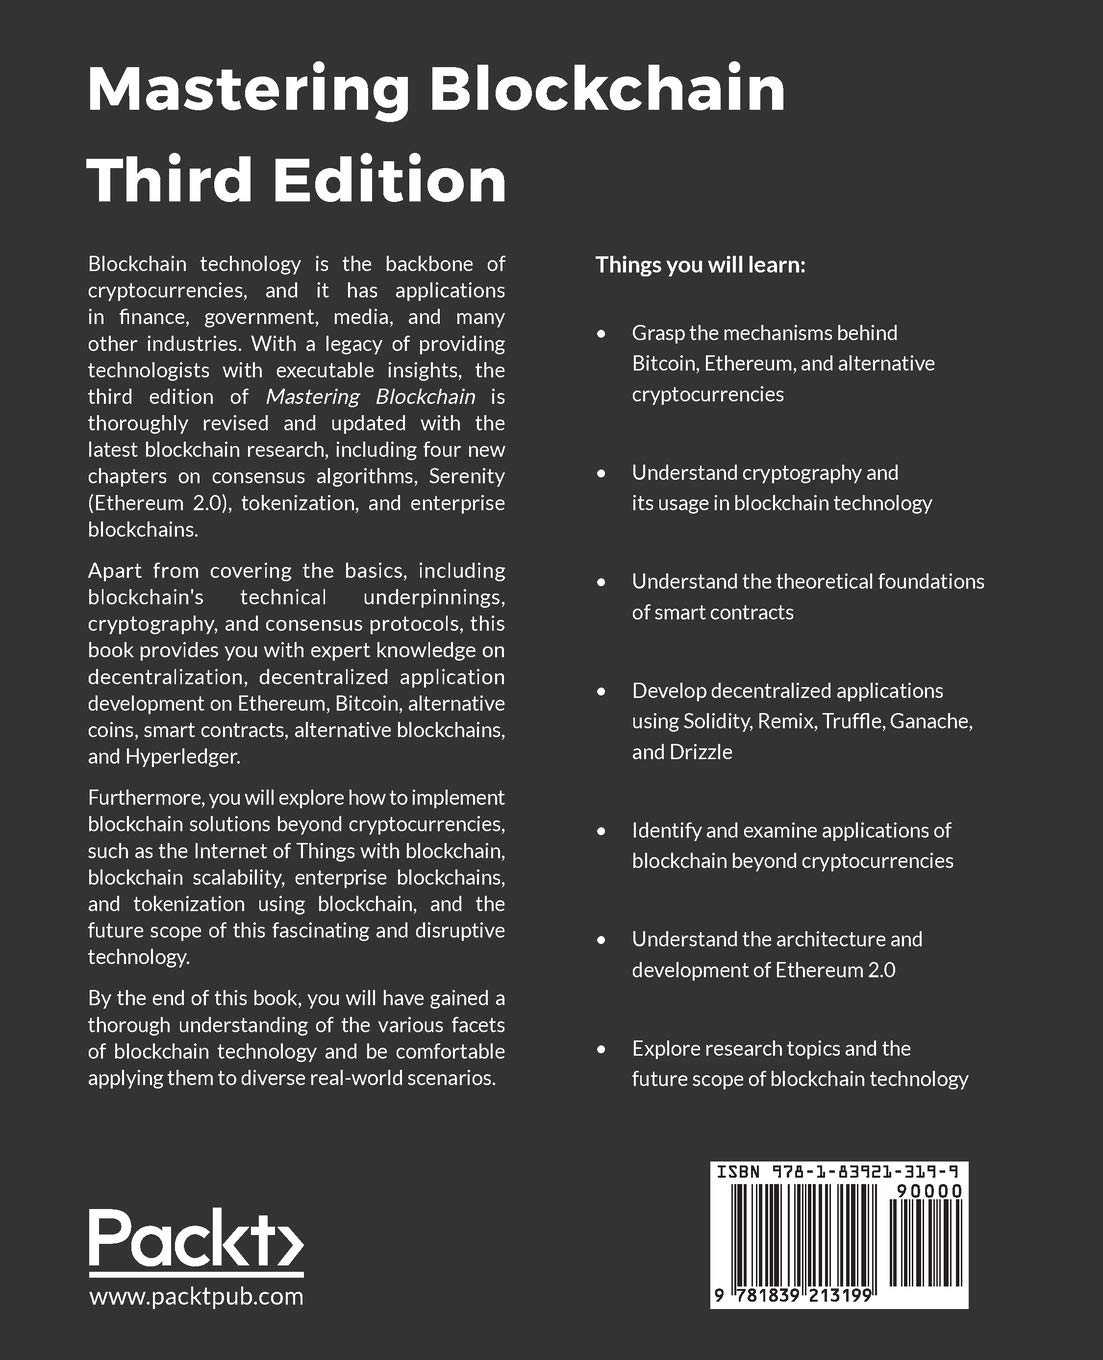 Mastering Blockchain
Third Edition
Blockchain technology is the backbone of
cryptocurrencies, and it has applications
in finance, government, media, and many
other industries. With a legacy of providing
technologists with executable insights, the
third edition of Mastering Blockchain is
thoroughly revised and updated with the
latest blockchain research, including four new
chapters on consensus algorithms, Serenity
(Ethereum 2.0), tokenization, and enterprise
blockchains.
Apart from covering the basics, including
blockchain's technical underpinnings,
cryptography, and consensus protocols, this
book provides you with expert knowledge on
decentralization, decentralized application
development on Ethereum, Bitcoin, alternative
coins, smart contracts, alternative blockchains,
and Hyperledger.
Furthermore, you will explore how to implement
blockchain solutions beyond cryptocurrencies,
such as the Internet of Things with blockchain,
blockchain scalability, enterprise blockchains,
and tokenization using blockchain, and the
future scope of this fascinating and disruptive
technology.
By the end of this book, you will have gained a
thorough understanding of the various facets
of blockchain technology and be comfortable
applying them to diverse real-world scenarios.
Things you will learn:
• Grasp the mechanisms behind
Bitcoin, Ethereum, and alternative
cryptocurrencies
• Understand cryptography and
its usage in blockchain technology
• Understand the theoretical foundations
of smart contracts
• Develop decentralized applications
using Solidity, Remix, Truffle, Ganache,
and Drizzle
• Identify and examine applications of
blockchain beyond cryptocurrencies
• Understand the architecture and
development of Ethereum 2.0
• Explore research topics and the
future scope of blockchain technology
Packt>
www.packtpub.com
ISBN 978-1-83921-319-9
90000
9 781839 213199